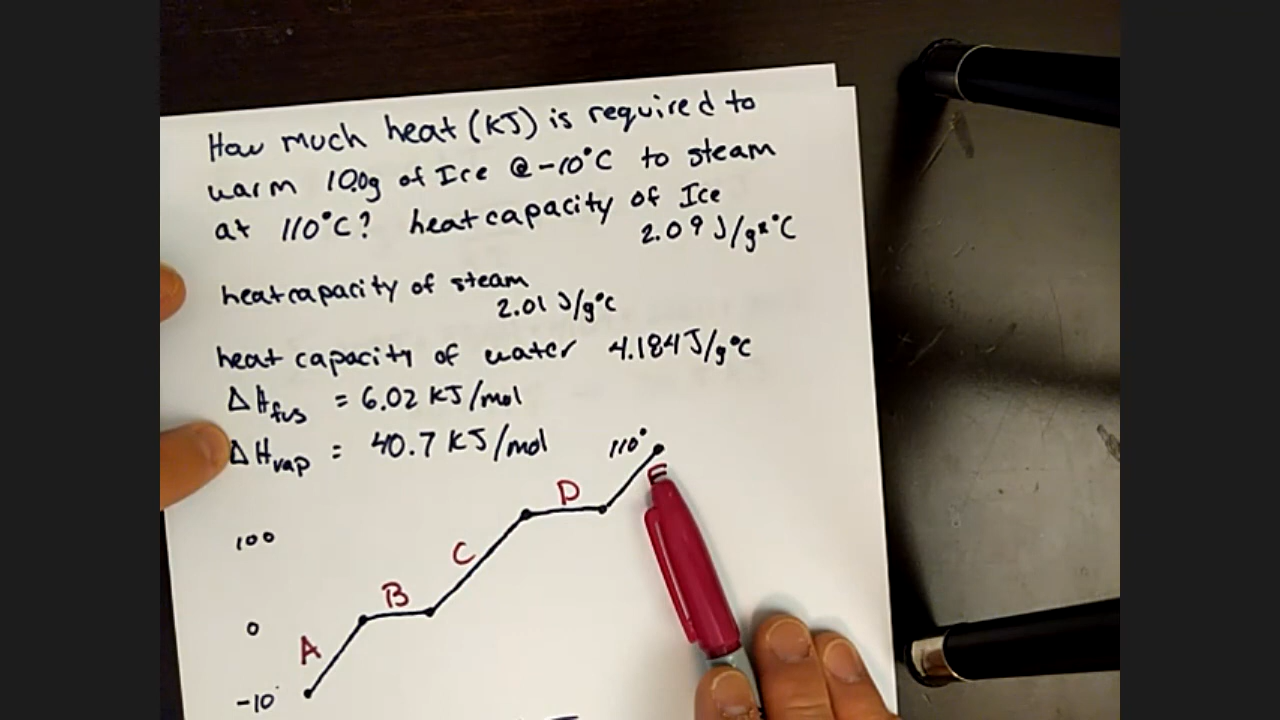 How much heat (KJ) is required to
warm 10.0g of Ice @ -10°C to steam
at 110°C? heat capacity of Ice
2.09 J/g*°C
heat capacity of steam
2.01 J/g°C
heat capacity of water 4.184 J/g°C
ΔHfus = 6.02 KJ/mol
ΔHvap = 40.7 KJ/mol
110°
E
D
100
C
B
0
A
-10°